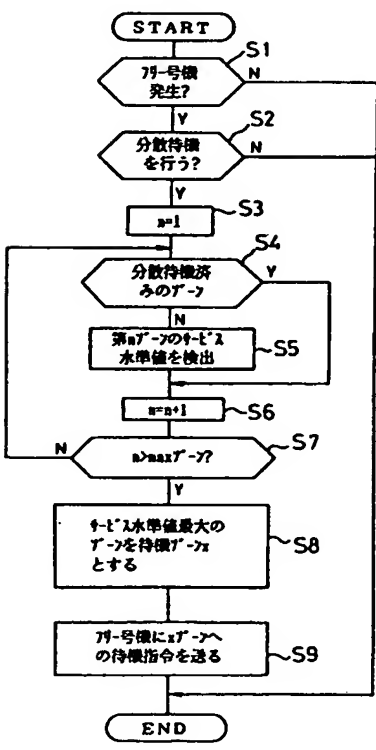 START
S1
フリー号機
発生?
N
Y
S2
分散待機
を行う?
N
Y
S3
n=1
S4
分散待機済
みのゾーン
Y
N
第nゾーンのサービス
水準値を検出
S5
n=n+1
S6
N
n>maxゾーン?
S7
Y
サービス水準値最大の
ゾーンを待機ゾーンx
とする
S8
フリー号機にxゾーンへ
の待機指令を送る
S9
END